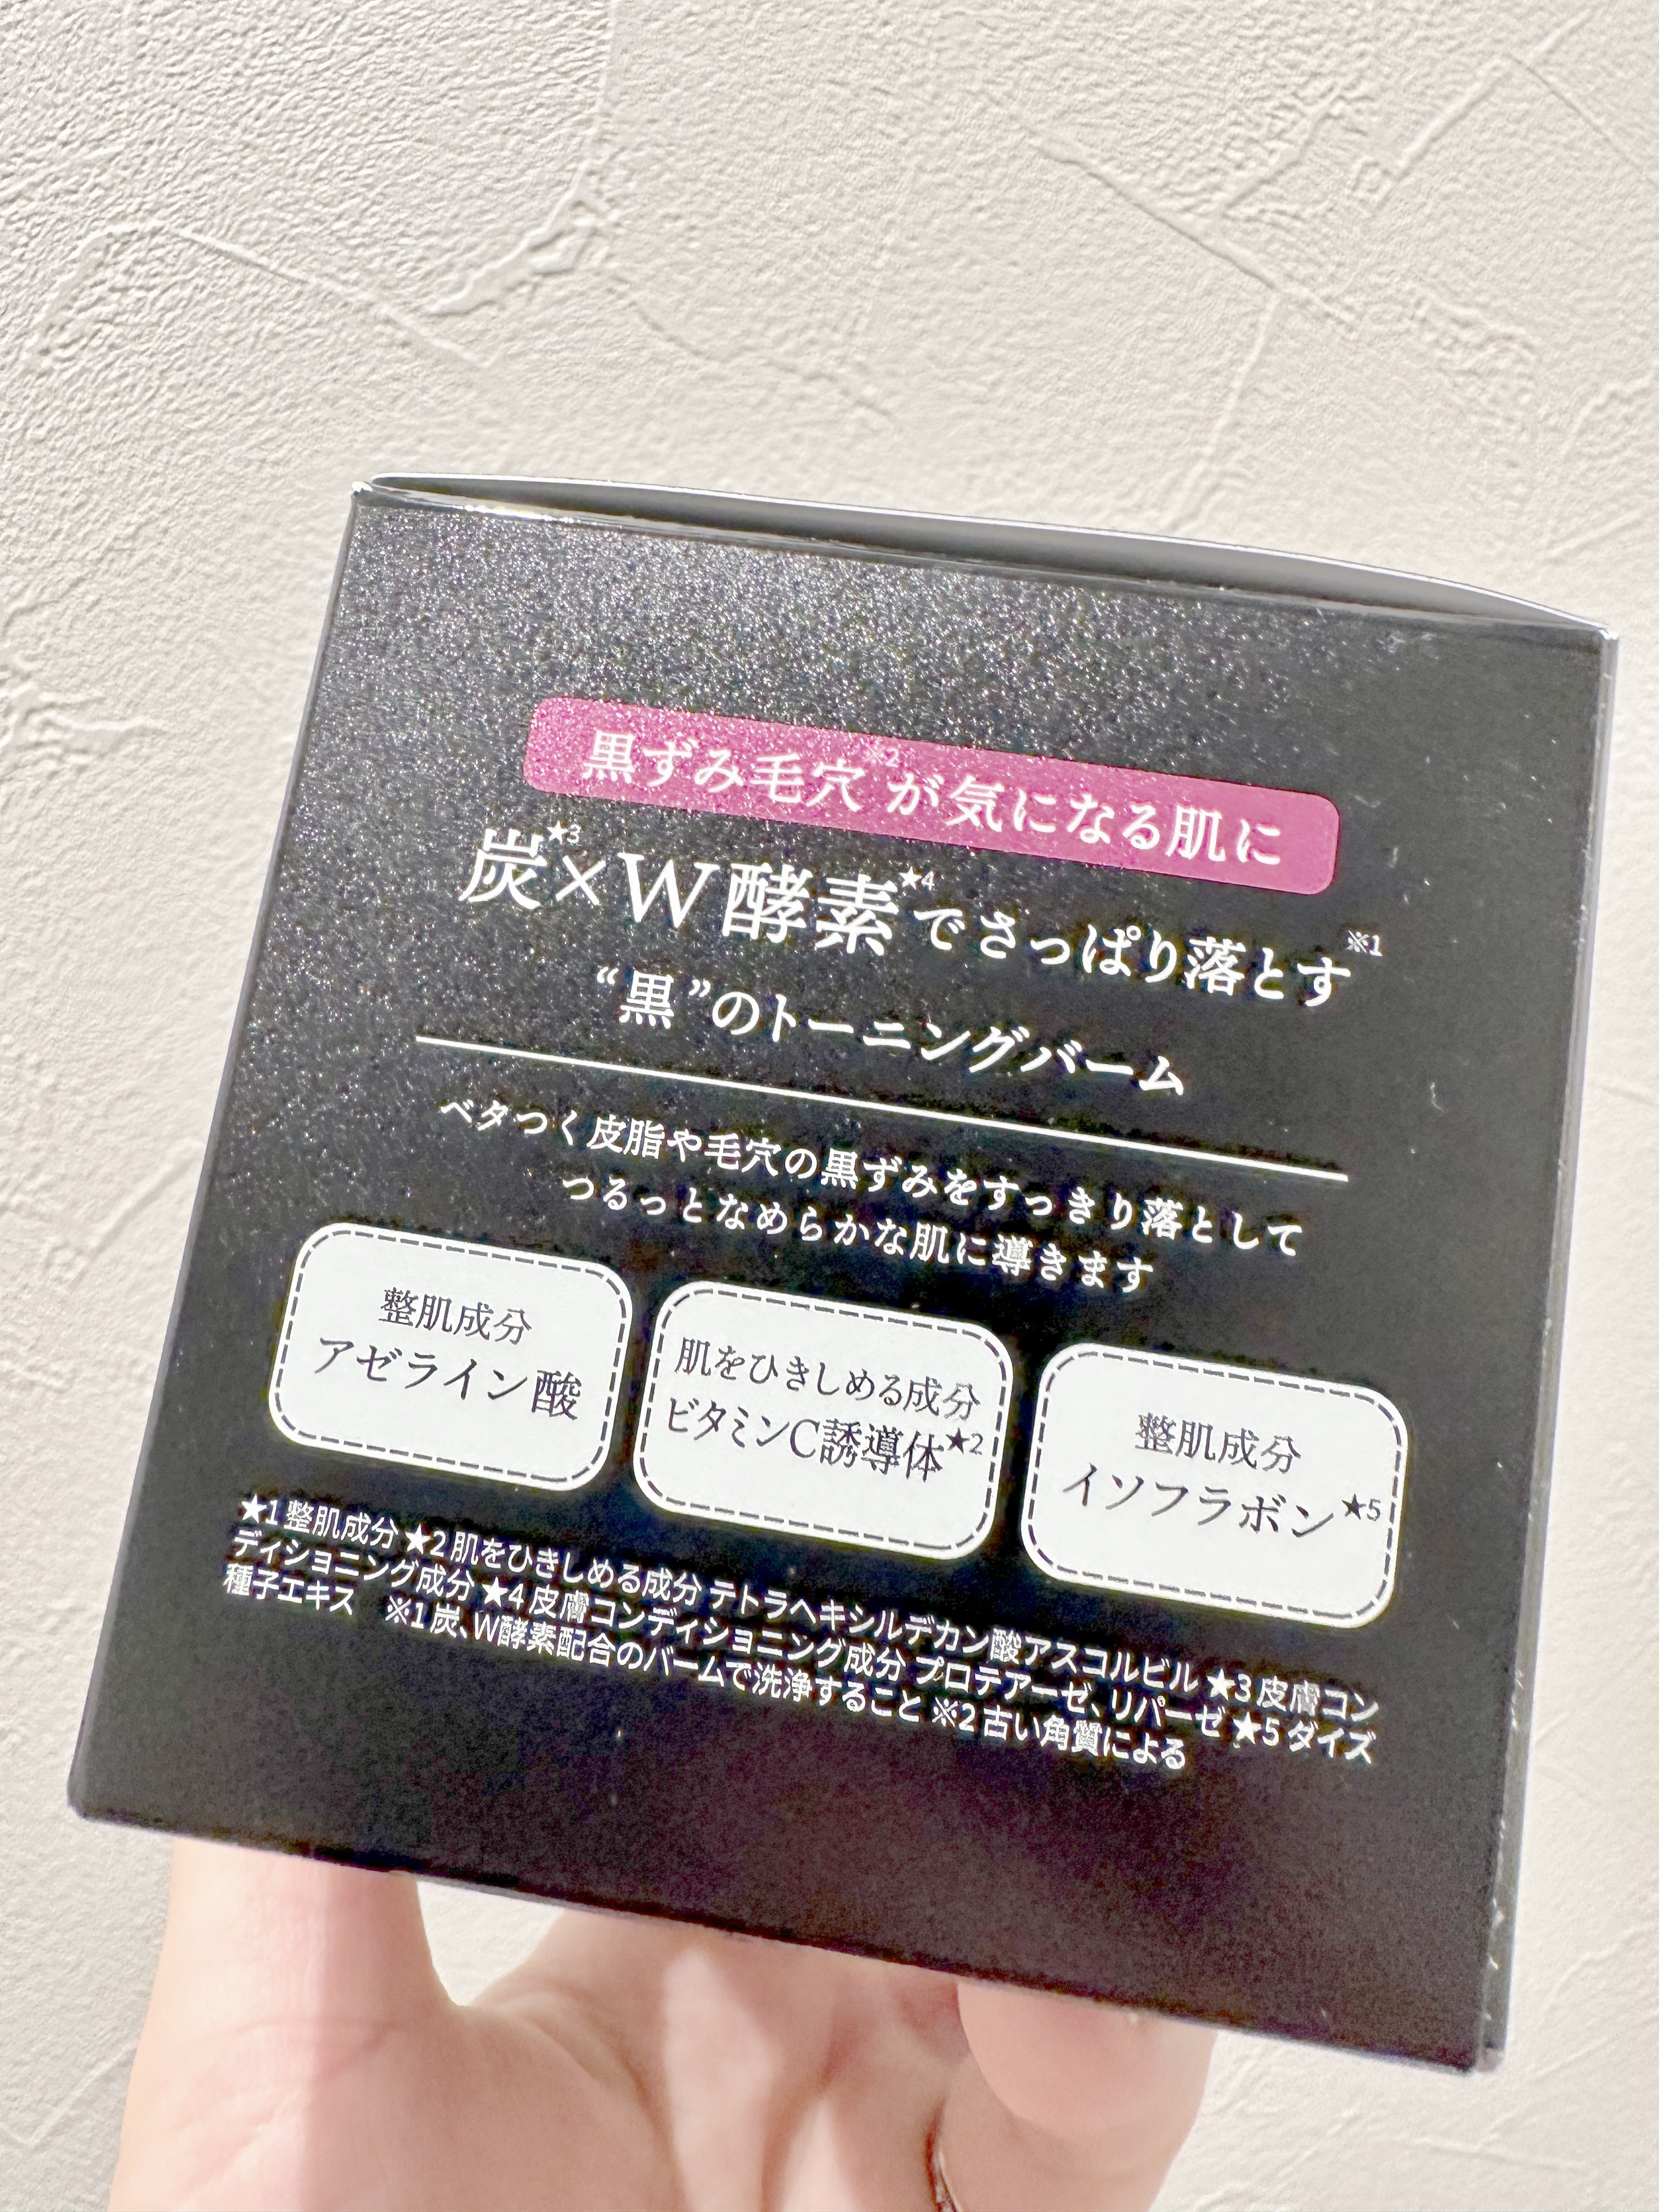 黒ずみ毛穴※2が気になる肌に
炭★3×W酵素★4でさっぱり落とす※1
“黒”のトーニングバーム
ベタつく皮脂や毛穴の黒ずみをすっきり落として
つるっとなめらかな肌に導きます
整肌成分
アゼライン酸
肌をひきしめる成分
ビタミンC誘導体★2
整肌成分
イソフラボン★5
★1 整肌成分 ★2 肌をひきしめる成分 テトラヘキシルデカン酸アスコルビル ★3 皮膚コン
ディショニング成分 ★4 皮膚コンディショニング成分 プロテアーゼ、リパーゼ ★5 ダイズ
種子エキス ※1 炭、W酵素配合のバームで洗浄すること ※2 古い角質による